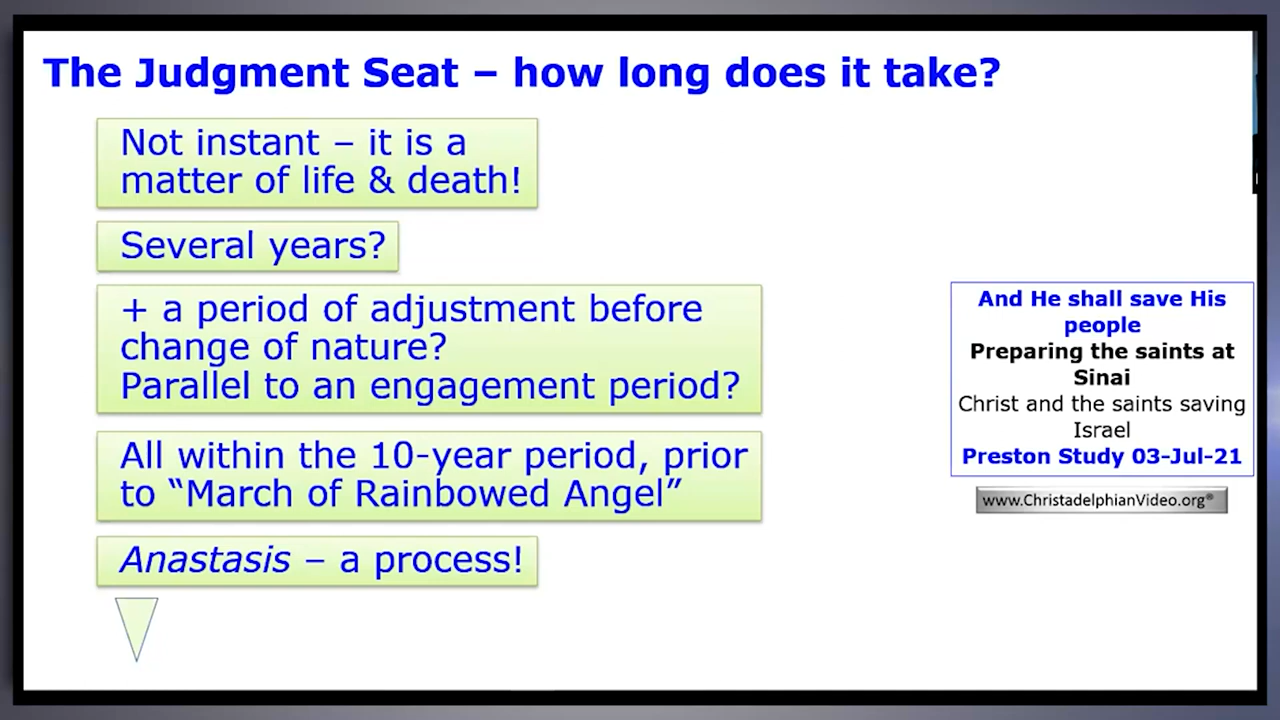 The Judgment Seat – how long does it take?
Not instant – it is a
matter of life & death!
Several years?
+ a period of adjustment before
change of nature?
Parallel to an engagement period?
All within the 10-year period, prior
to “March of Rainbowed Angel”
Anastasis – a process!
And He shall save His
people
Preparing the saints at
Sinai
Christ and the saints saving
Israel
Preston Study 03-Jul-21
www.ChristadelphianVideo.org®